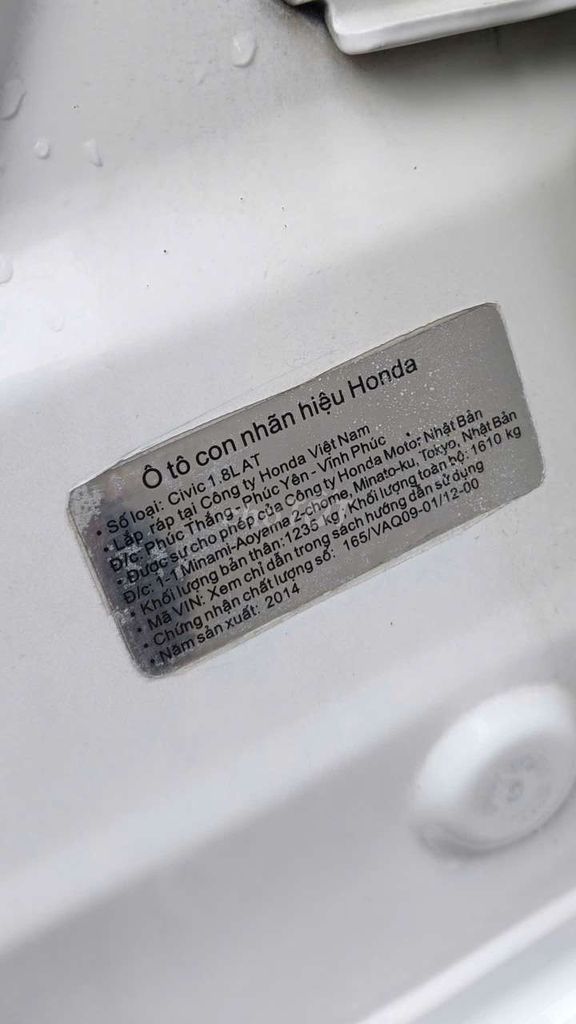 Ô tô con nhãn hiệu Honda
• Số loại: Civic 1.8L AT
• Lắp ráp tại Công ty Honda Việt Nam
Đ/c: Phúc Thắng - Phúc Yên - Vĩnh Phúc
• Được sự cho phép của Công ty Honda Motor Nhật Bản
Đ/c: 1-1 Minami-Aoyama 2-chome, Minato-ku, Tokyo, Nhật Bản
• Khối lượng bản thân: 1235 kg ; Khối lượng toàn bộ: 1610 kg
• Mã VIN: Xem chỉ dẫn trong sách hướng dẫn sử dụng
• Chứng nhận chất lượng số: 165/VAQ09-01/12-00
• Năm sản xuất: 2014